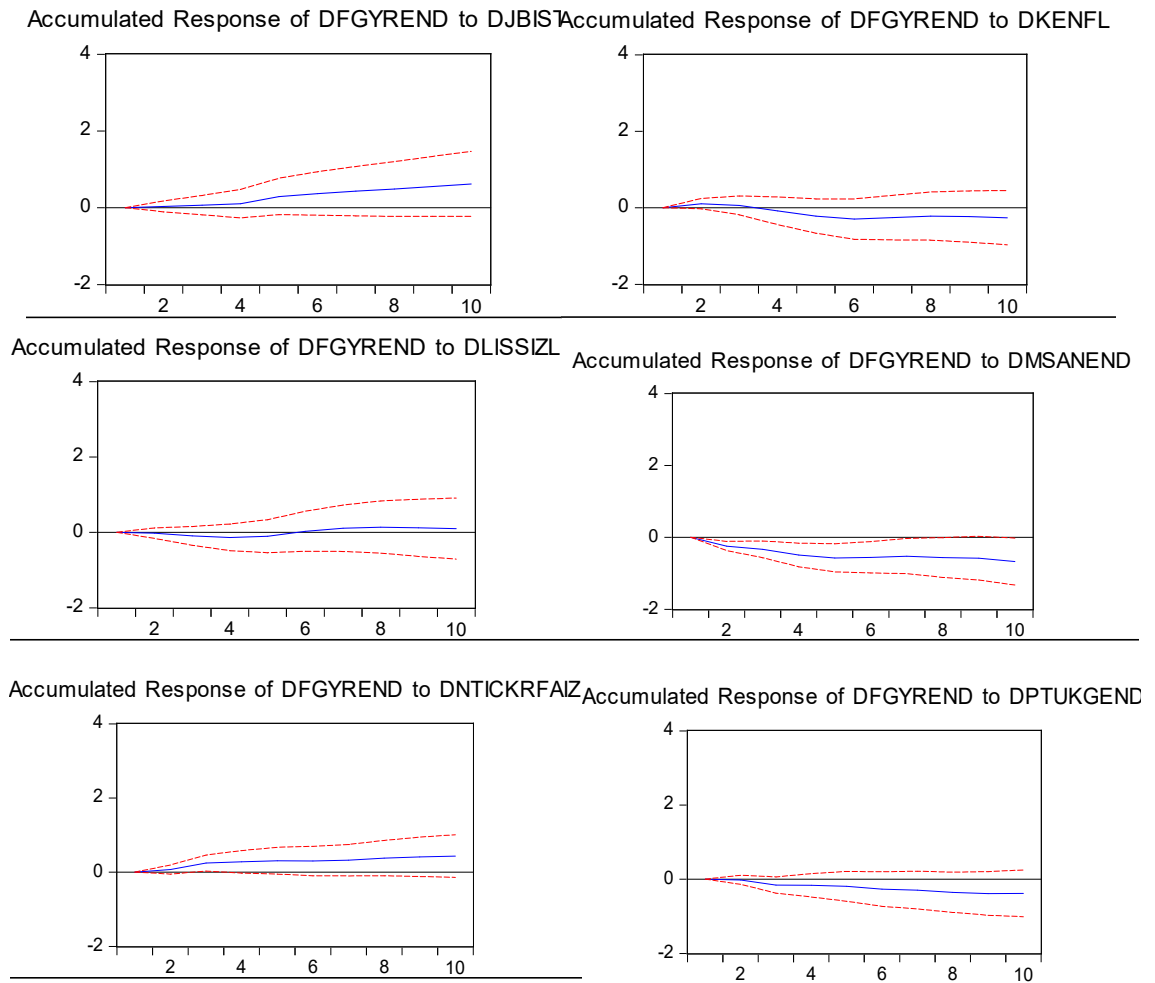 Accumulated Response of DFGYREND to DJBIST
4
2
0
-2
2 4 6 8 10
Accumulated Response of DFGYREND to DKENFL
4
2
0
-2
2 4 6 8 10
Accumulated Response of DFGYREND to DLISSIZL
4
2
0
-2
2 4 6 8 10
Accumulated Response of DFGYREND to DMSANEND
4
2
0
-2
2 4 6 8 10
Accumulated Response of DFGYREND to DNTICKRFAIZ
4
2
0
-2
2 4 6 8 10
Accumulated Response of DFGYREND to DPTUKGEND
4
2
0
-2
2 4 6 8 10